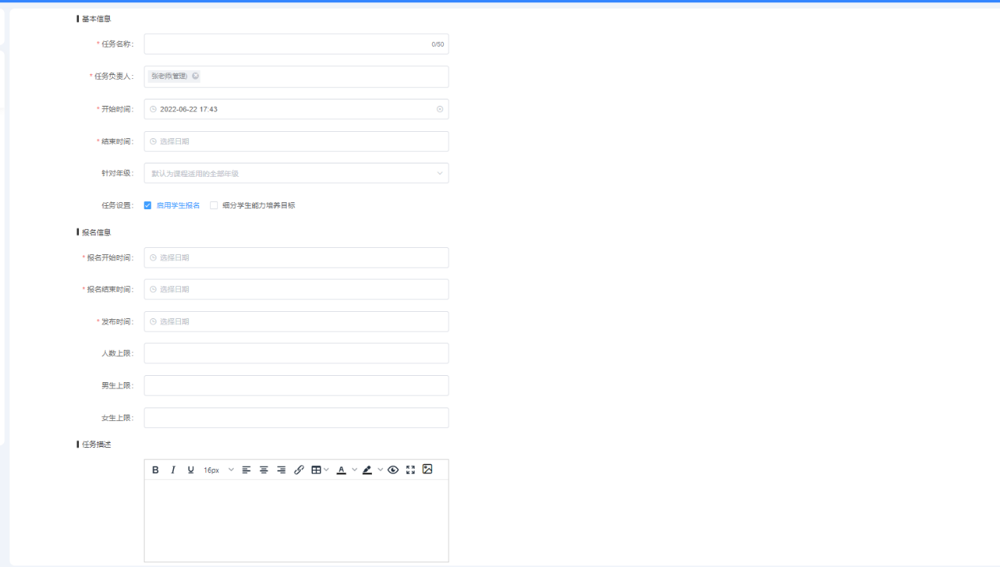 基本信息
* 任务名称: 0/50
* 任务负责人: 张老师(管理)
* 开始时间: 2022-06-22 17:43
* 结束时间: 选择日期
针对年级: 默认为课程适用的全部年级
任务设置: 启用学生报名 细分学生能力培养目标
报名信息
* 报名开始时间: 选择日期
* 报名结束时间: 选择日期
* 发布时间: 选择日期
人数上限:
男生上限:
女生上限:
任务描述
B I U 16px A